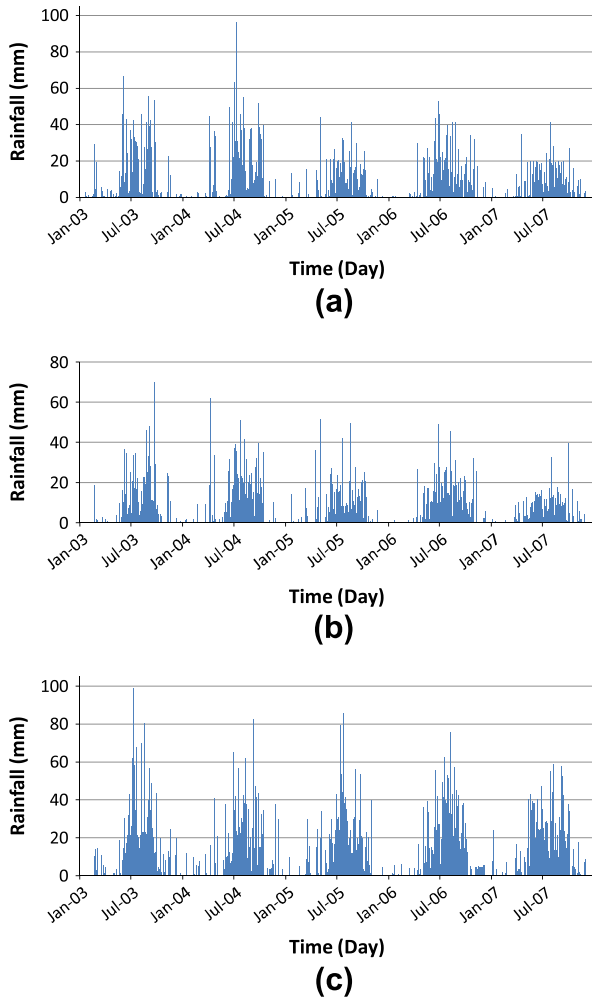 Rainfall (mm)
100
80
60
40
20
0
Jan-03
Jul-03
Jan-04
Jul-04
Jan-05
Jul-05
Jan-06
Jul-06
Jan-07
Jul-07
Time (Day)
(a)
Rainfall (mm)
80
60
40
20
0
Jan-03
Jul-03
Jan-04
Jul-04
Jan-05
Jul-05
Jan-06
Jul-06
Jan-07
Jul-07
Time (Day)
(b)
Rainfall (mm)
100
80
60
40
20
0
Jan-03
Jul-03
Jan-04
Jul-04
Jan-05
Jul-05
Jan-06
Jul-06
Jan-07
Jul-07
Time (Day)
(c)